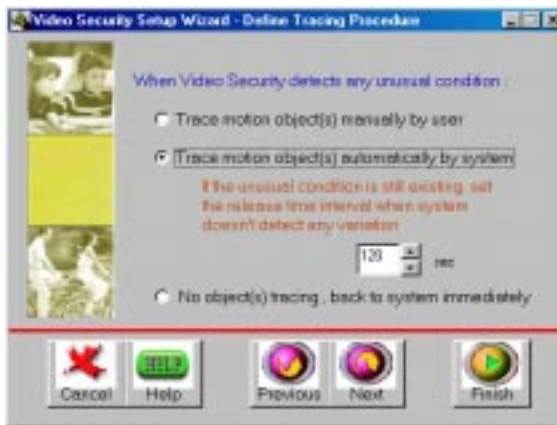 Video Security Setup Wizard - Define Tracing Procedure
When Video Security detects any unusual condition :
Trace motion object(s) manually by user
Trace motion object(s) automatically by system
If the unusual condition is still existing, set
the release time interval when system
doesn't detect any variation
120 sec
No object(s) tracing , back to system immediately
HELP
Cancel Help Previous Next Finish